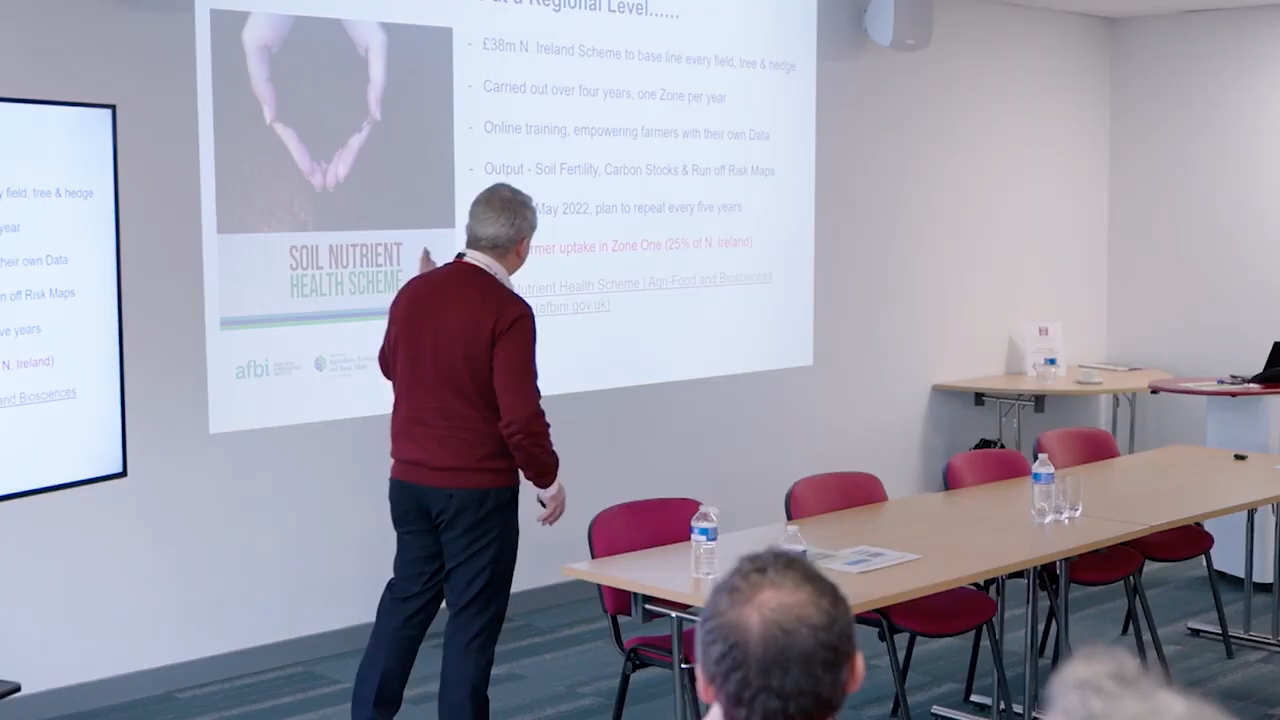 at a Regional Level......
- £38m N. Ireland Scheme to base line every field, tree & hedge
- Carried out over four years, one Zone per year
- Online training, empowering farmers with their own Data
- Output - Soil Fertility, Carbon Stocks & Run off Risk Maps
May 2022, plan to repeat every five years
rmer uptake in Zone One (25% of N. Ireland)
utrient Health Scheme | Agri-Food and Biosciences
(afbini.gov.uk)
SOIL NUTRIENT
HEALTH SCHEME
afbi
y field, tree & hedge
year
heir own Data
n off Risk Maps
ve years
N. Ireland)
and Biosciences